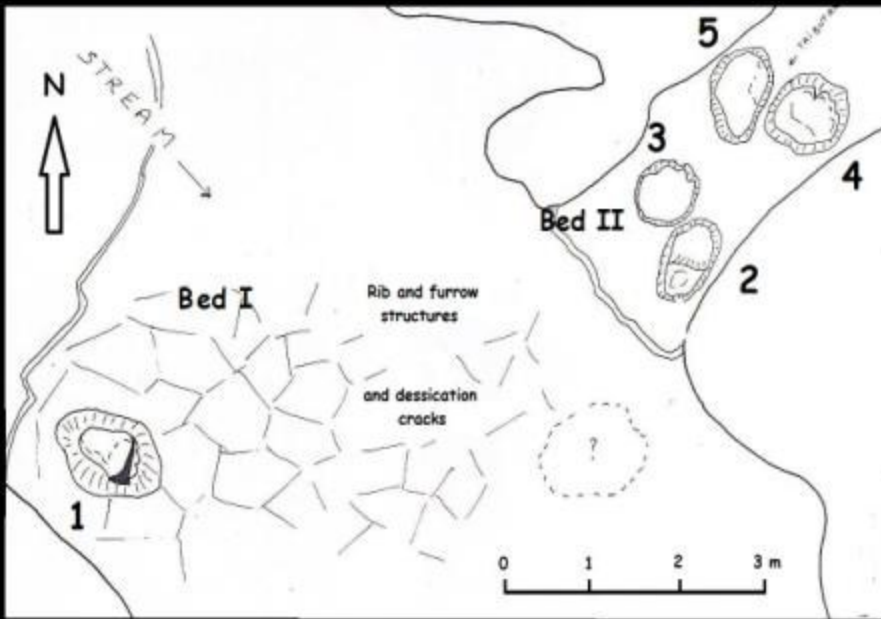 STREAM
N
5
TRIBUTA
3
4
Bed II
2
Bed I
Rib and furrow
structures
and dessication
cracks
?
1
0 1 2 3 m